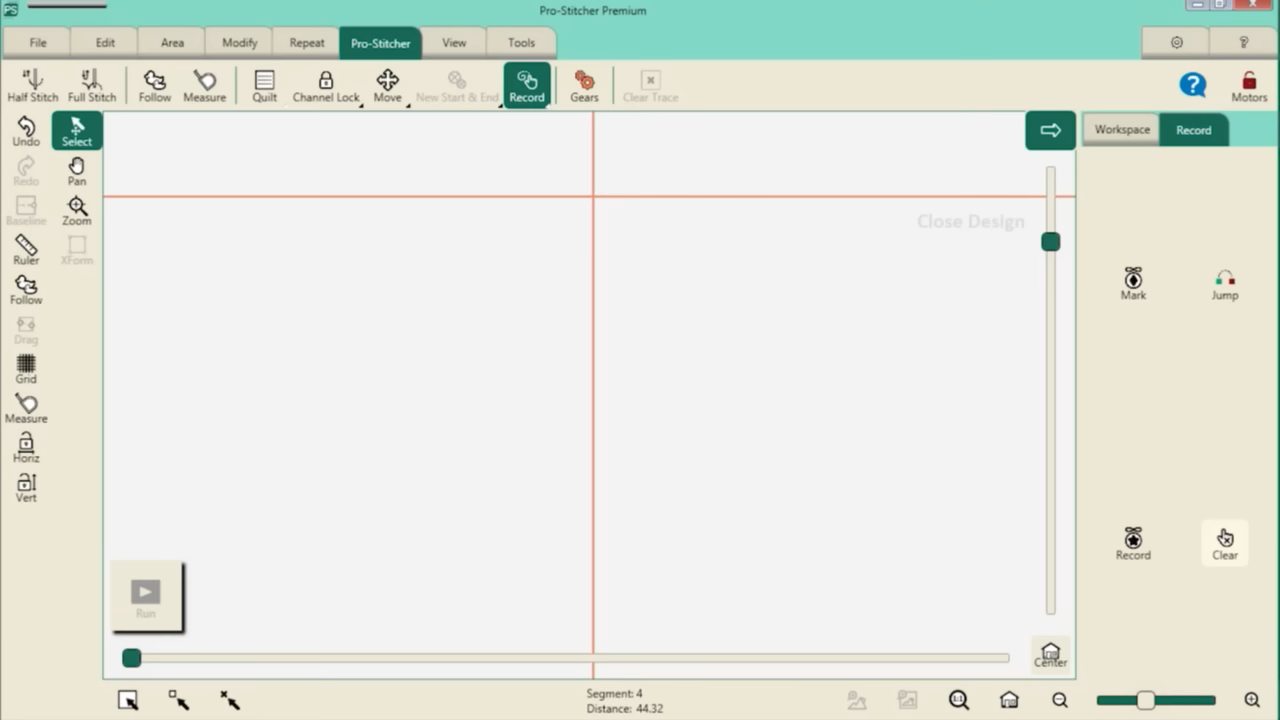 PS
Pro-Stitcher Premium
File
Edit
Area
Modify
Repeat
Pro-Stitcher
View
Tools
?
Half Stitch
Full Stitch
Follow
Measure
Quilt
Channel Lock
Move
New Start & End
Record
Gears
Clear Trace
?
Motors
Undo
Select
Redo
Pan
Baseline
Zoom
Ruler
XForm
Follow
Drag
Grid
Measure
Horiz
Vert
Close Design
Run
Center
Workspace
Record
Mark
Jump
Record
Clear
Segment: 4
Distance: 44.32
1:1